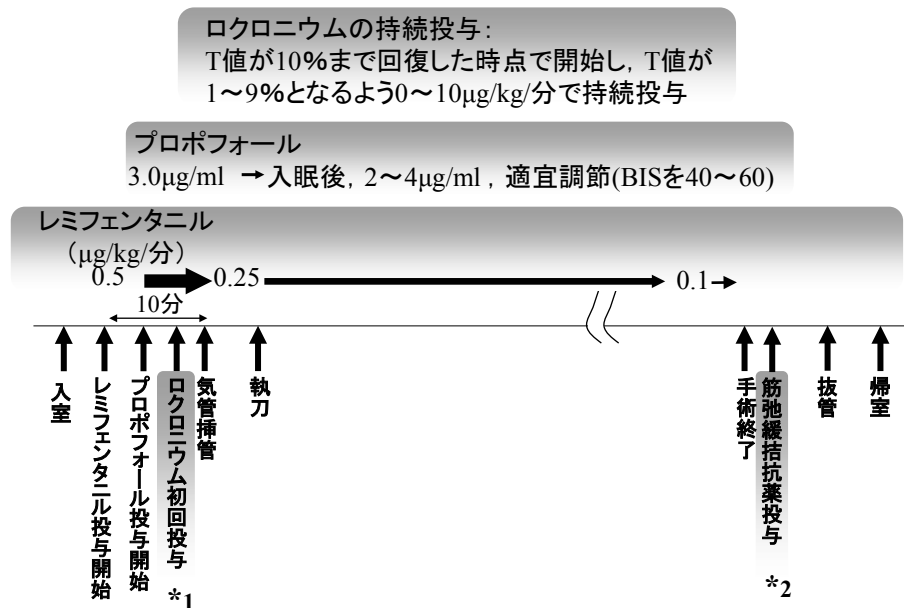 ロクロニウムの持続投与：
T値が10%まで回復した時点で開始し，T値が
1～9%となるよう0～10μg/kg/分で持続投与
プロポフォール
3.0μg/ml →入眠後，2～4μg/ml，適宜調節(BISを40～60)
レミフェンタニル
（μg/kg/分）
0.5 0.25 0.1
10分
入室
レミフェンタニル投与開始
プロポフォール投与開始
ロクロニウム初回投与
*1
気管挿管
執刀
手術終了
筋弛緩拮抗薬投与
*2
抜管
帰室